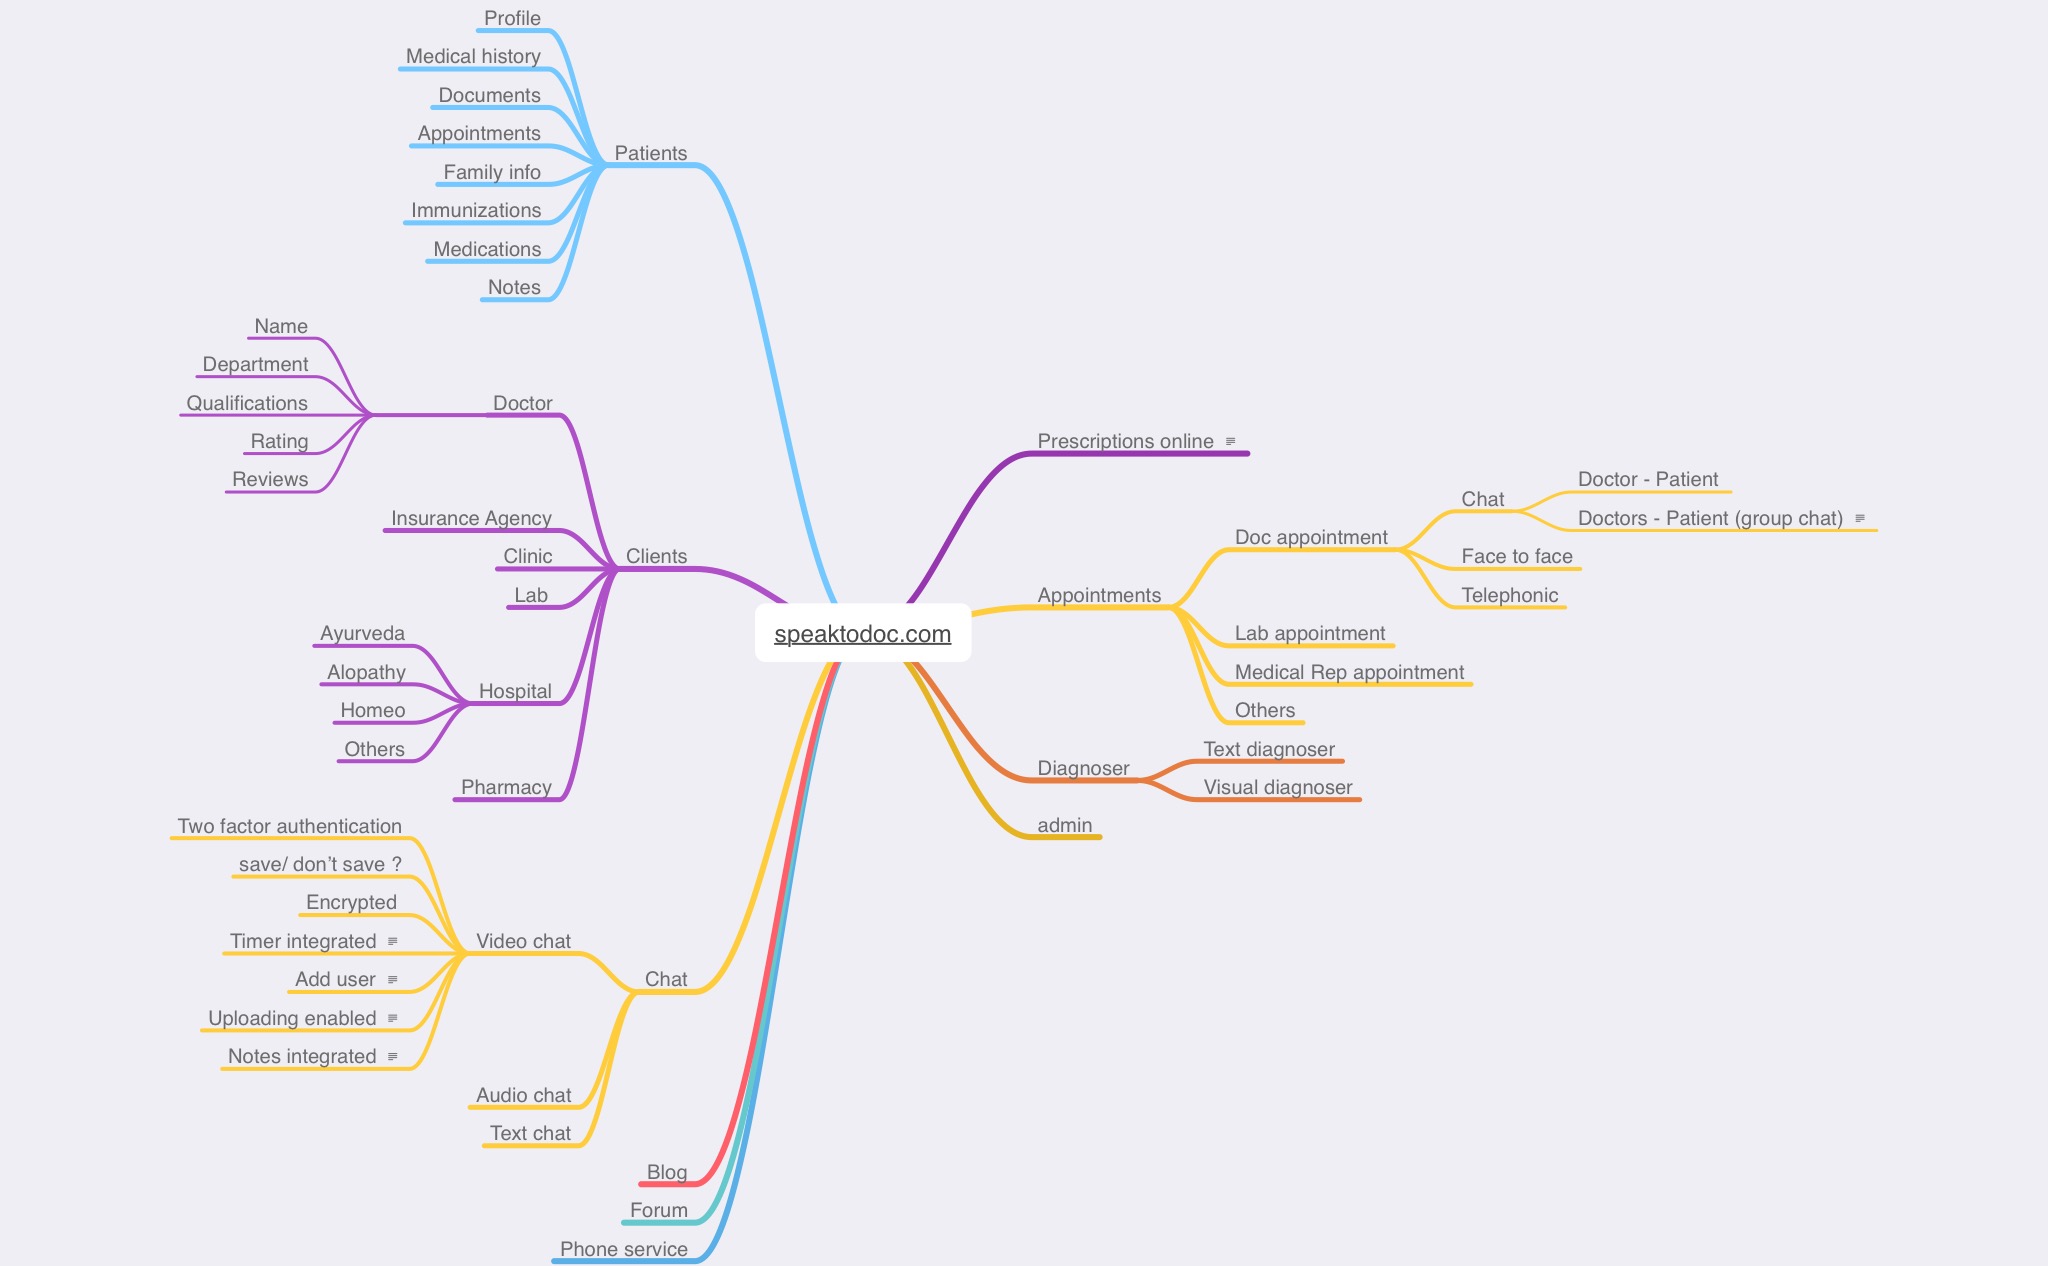 speaktodoc.com
Patients
Profile
Medical history
Documents
Appointments
Family info
Immunizations
Medications
Notes
Clients
Doctor
Name
Department
Qualifications
Rating
Reviews
Insurance Agency
Clinic
Lab
Hospital
Ayurveda
Alopathy
Homeo
Others
Pharmacy
Chat
Video chat
Two factor authentication
save/ don’t save ?
Encrypted
Timer integrated
Add user
Uploading enabled
Notes integrated
Audio chat
Text chat
Blog
Forum
Phone service
Prescriptions online
Appointments
Doc appointment
Chat
Doctor - Patient
Doctors - Patient (group chat)
Face to face
Telephonic
Lab appointment
Medical Rep appointment
Others
Diagnoser
Text diagnoser
Visual diagnoser
admin